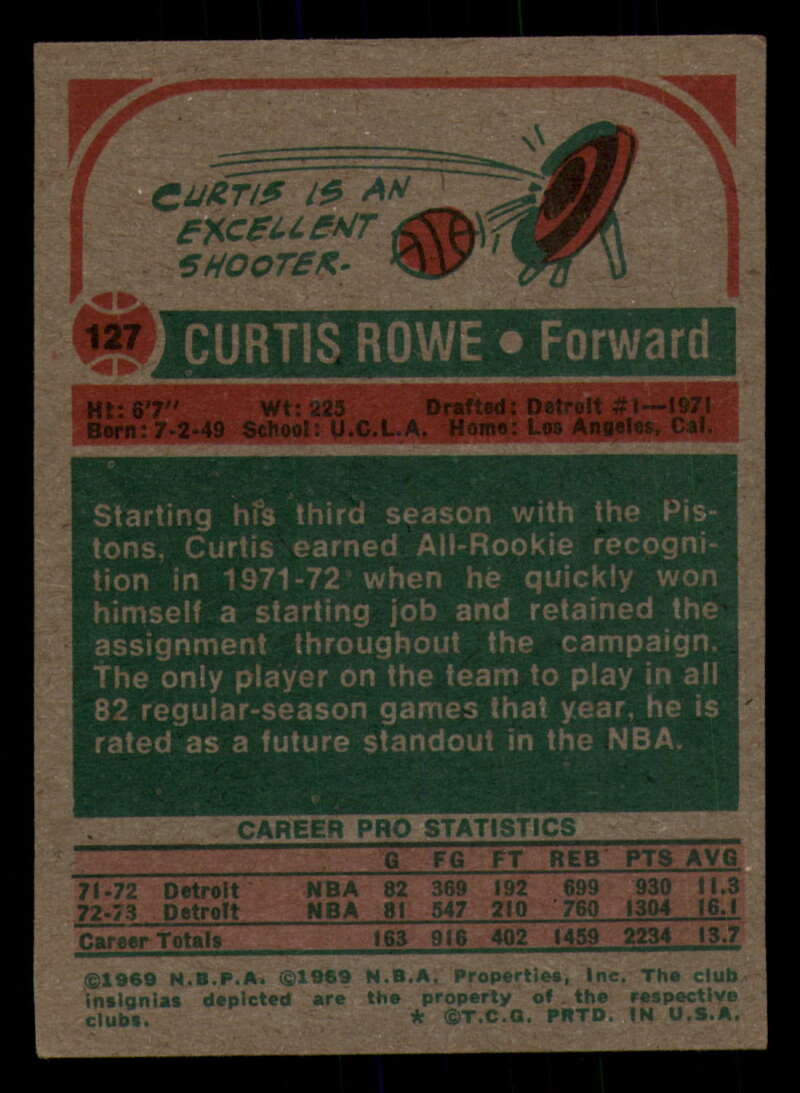 CURTIS IS AN
EXCELLENT
SHOOTER-
127
CURTIS ROWE • Forward
Ht: 6'7" Wt: 225 Drafted: Detroit #1—1971
Born: 7-2-49 School: U.C.L.A. Home: Los Angeles, Cal.
Starting his third season with the Pis-
tons, Curtis earned All-Rookie recogni-
tion in 1971-72 when he quickly won
himself a starting job and retained the
assignment throughout the campaign.
The only player on the team to play in all
82 regular-season games that year, he is
rated as a future standout in the NBA.
CAREER PRO STATISTICS
G FG FT REB PTS AVG
71-72 Detroit NBA 82 369 192 699 930 11.3
72-73 Detroit NBA 81 547 210 760 1304 16.1
Career Totals 163 916 402 1459 2234 13.7
©1969 N.B.P.A. ©1969 N.B.A. Properties, Inc. The club
insignias depicted are the property of the respective
clubs. * ©T.C.G. PRTD. IN U.S.A.